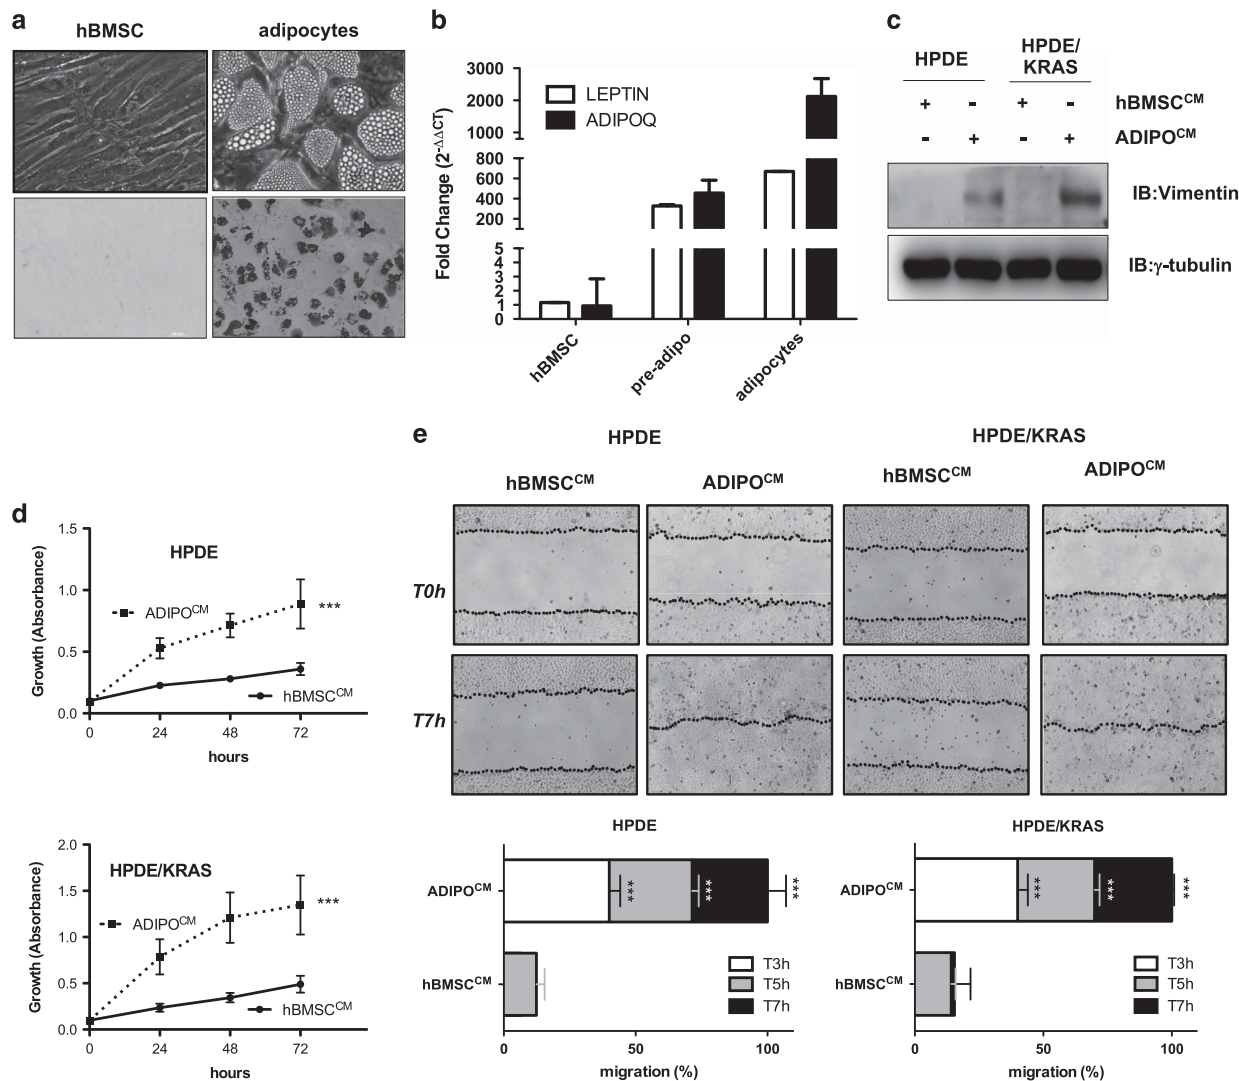 a
hBMSC
adipocytes
b
3000
2000
1000
800
600
400
200
5
4
3
2
1
0
Fold Change (2-ΔΔCT)
LEPTIN
ADIPOQ
hBMSC
pre-adipo
adipocytes
c
HPDE
HPDE/
KRAS
+ - + - hBMSCCM
- + - + ADIPOCM
IB:Vimentin
IB:γ-tubulin
d
HPDE
Growth (Absorbance)
1.5
1.0
0.5
0.0
ADIPOCM
***
hBMSCCM
0 24 48 72
hours
HPDE/KRAS
Growth (Absorbance)
2.0
1.5
1.0
0.5
0.0
ADIPOCM
***
hBMSCCM
0 24 48 72
hours
e
HPDE
HPDE/KRAS
hBMSCCM
ADIPOCM
hBMSCCM
ADIPOCM
T0h
T7h
HPDE
ADIPOCM
*** *** ***
hBMSCCM
T3h
T5h
T7h
0 50 100
migration (%)
HPDE/KRAS
ADIPOCM
*** *** ***
hBMSCCM
T3h
T5h
T7h
0 50 100
migration (%)